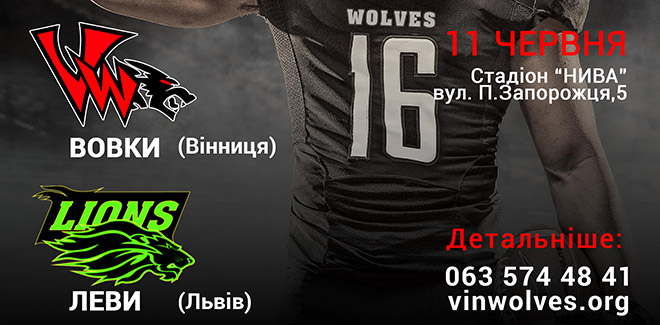 WOLVES
16
11 ЧЕРВНЯ
Стадіон “НИВА”
вул. П.Запорожця,5
VW
ВОВКИ (Вінниця)
LIONS
ЛЕВИ (Львів)
Детальніше:
063 574 48 41
vinwolves.org